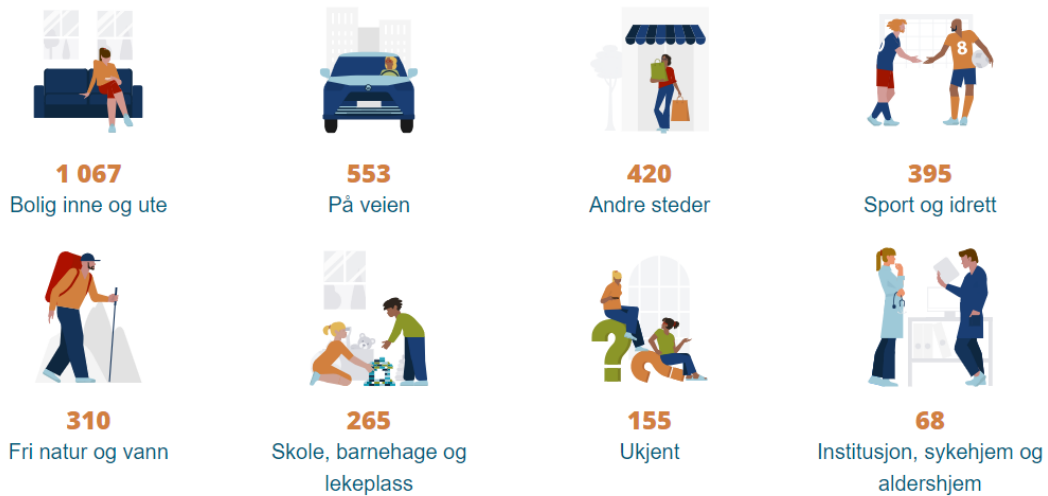 8
1 067
Bolig inne og ute
553
På veien
420
Andre steder
395
Sport og idrett
310
Fri natur og vann
265
Skole, barnehage og
lekeplass
155
Ukjent
68
Institusjon, sykehjem og
aldershjem